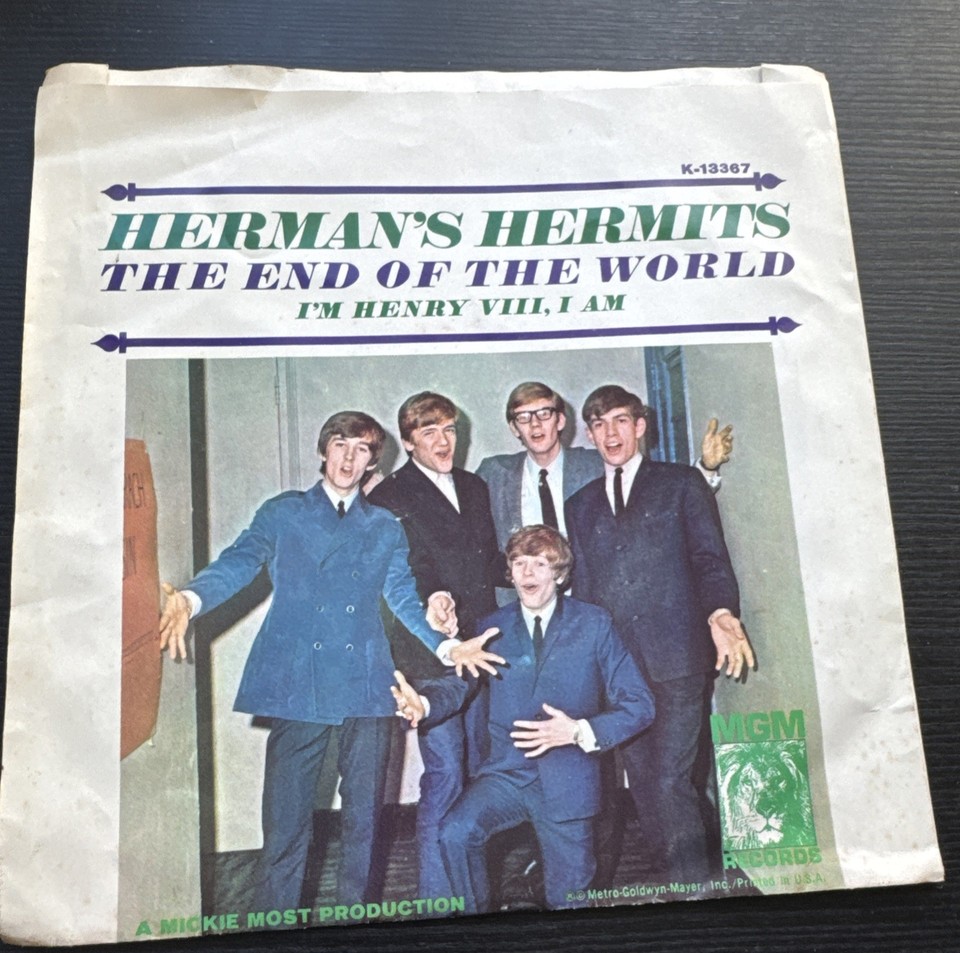 K-13367
HERMAN'S HERMITS
THE END OF THE WORLD
I'M HENRY VIII, I AM
MGM
RECORDS
Metro-Goldwyn-Mayer, Inc./Printed in U.S.A.
A MICKIE MOST PRODUCTION